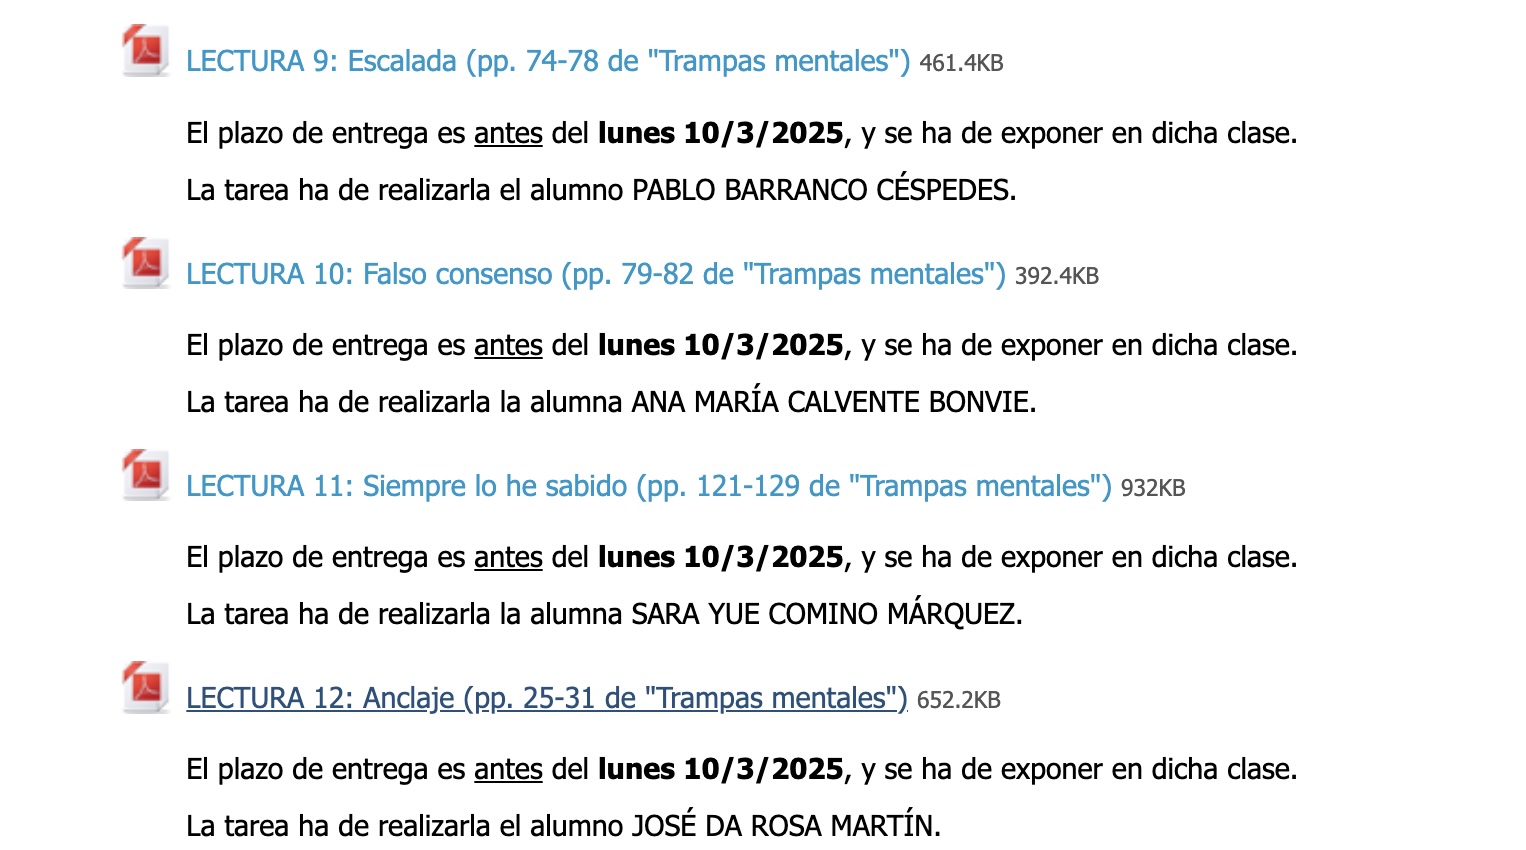 LECTURA 9: Escalada (pp. 74-78 de "Trampas mentales") 461.4KB
El plazo de entrega es antes del lunes 10/3/2025, y se ha de exponer en dicha clase.
La tarea ha de realizarla el alumno PABLO BARRANCO CÉSPEDES.
LECTURA 10: Falso consenso (pp. 79-82 de "Trampas mentales") 392.4KB
El plazo de entrega es antes del lunes 10/3/2025, y se ha de exponer en dicha clase.
La tarea ha de realizarla la alumna ANA MARÍA CALVENTE BONVIE.
LECTURA 11: Siempre lo he sabido (pp. 121-129 de "Trampas mentales") 932KB
El plazo de entrega es antes del lunes 10/3/2025, y se ha de exponer en dicha clase.
La tarea ha de realizarla la alumna SARA YUE COMINO MÁRQUEZ.
LECTURA 12: Anclaje (pp. 25-31 de "Trampas mentales") 652.2KB
El plazo de entrega es antes del lunes 10/3/2025, y se ha de exponer en dicha clase.
La tarea ha de realizarla el alumno JOSÉ DA ROSA MARTÍN.